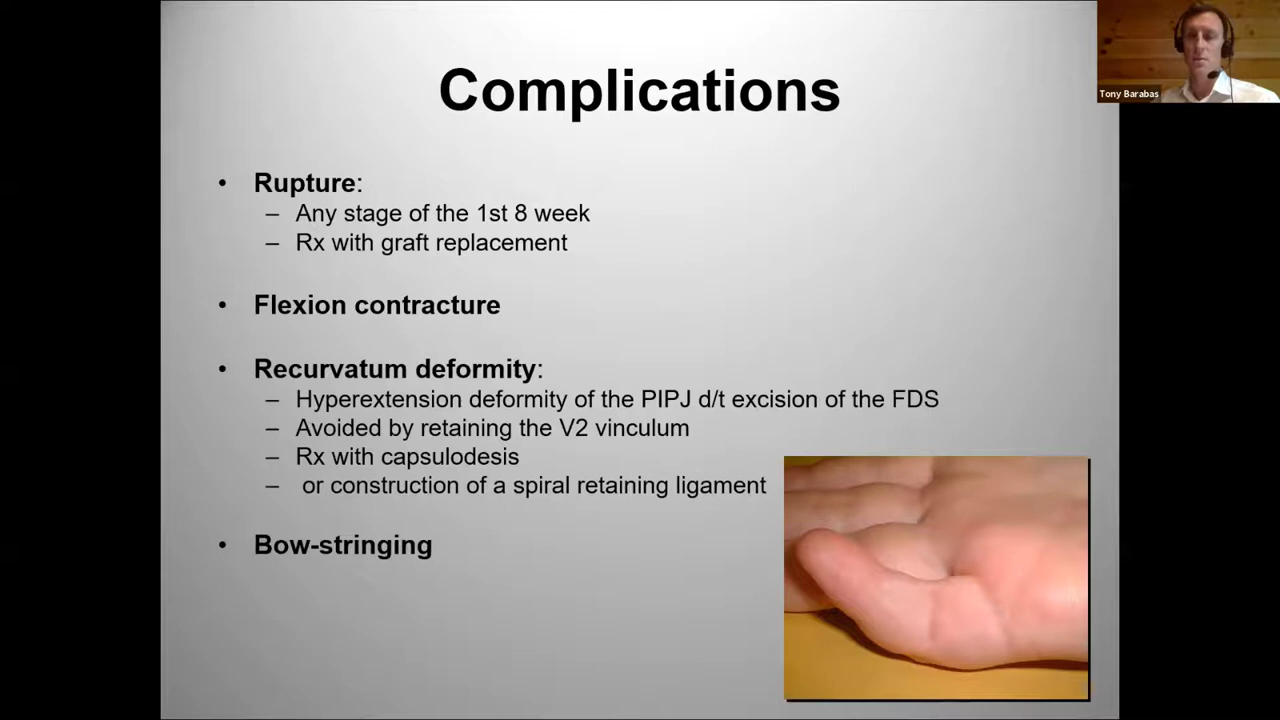 Complications
Tony Barabas
• Rupture:
– Any stage of the 1st 8 week
– Rx with graft replacement
• Flexion contracture
• Recurvatum deformity:
– Hyperextension deformity of the PIPJ d/t excision of the FDS
– Avoided by retaining the V2 vinculum
– Rx with capsulodesis
– or construction of a spiral retaining ligament
• Bow-stringing